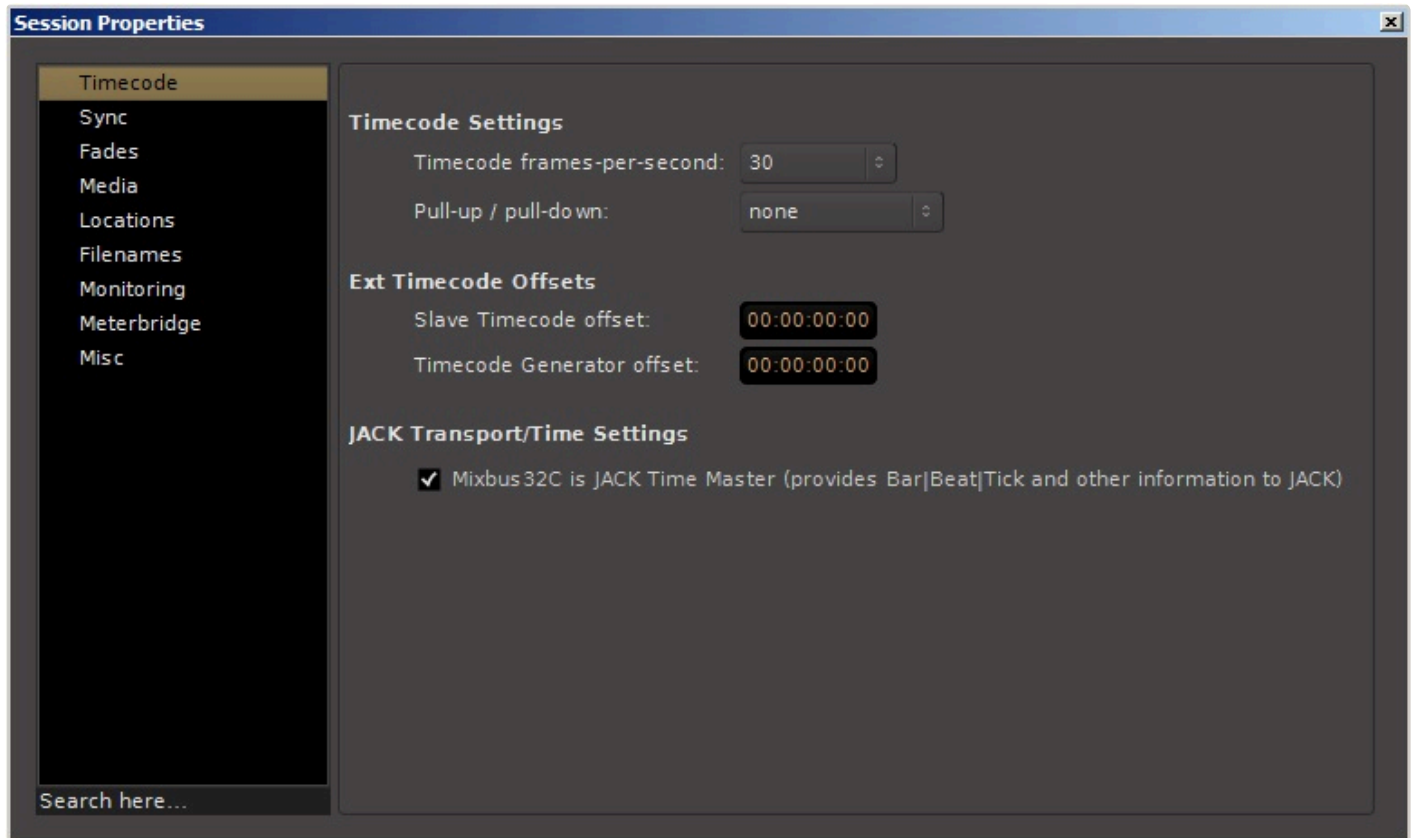 Session Properties
Timecode
Sync
Fades
Media
Locations
Filenames
Monitoring
Meterbridge
Misc
Search here...
Timecode Settings
Timecode frames-per-second: 30
Pull-up / pull-down: none
Ext Timecode Offsets
Slave Timecode offset: 00:00:00:00
Timecode Generator offset: 00:00:00:00
JACK Transport/Time Settings
Mixbus32C is JACK Time Master (provides Bar|Beat|Tick and other information to JACK)